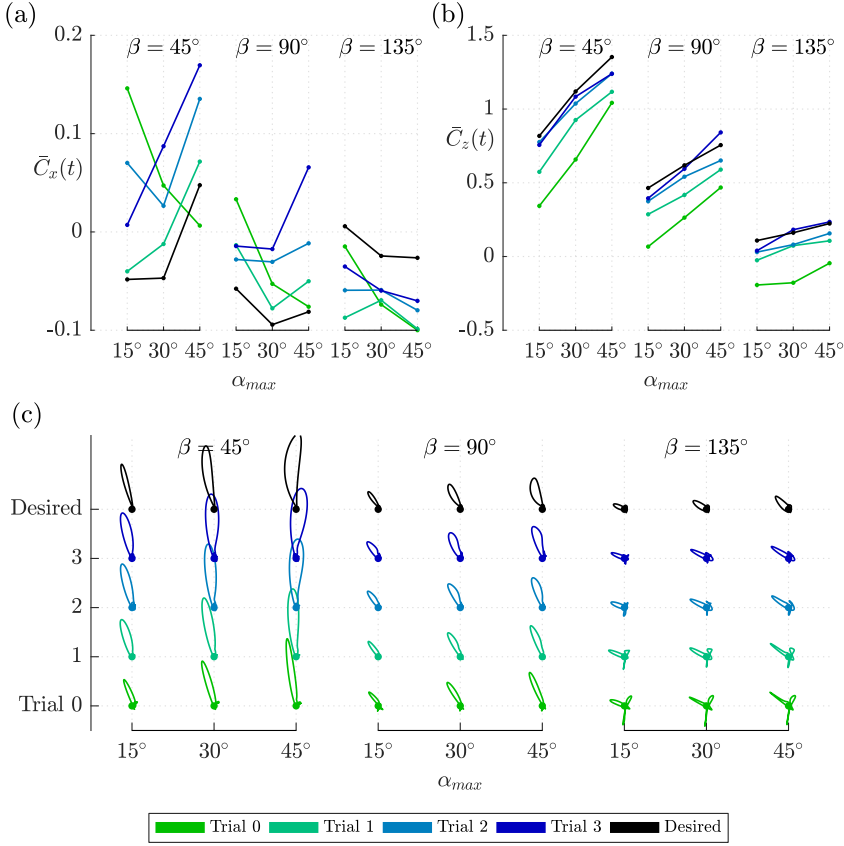 (a)
0.2
0.1
0
-0.1
C̄ₓ(t)
β = 45° β = 90° β = 135°
15° 30° 45° 15° 30° 45° 15° 30° 45°
αₘₐₓ
(b)
1.5
1
0.5
0
-0.5
C̄_z(t)
β = 45° β = 90° β = 135°
15° 30° 45° 15° 30° 45° 15° 30° 45°
αₘₐₓ
(c)
β = 45° β = 90° β = 135°
Desired
3
2
1
Trial 0
15° 30° 45° 15° 30° 45° 15° 30° 45°
αₘₐₓ
Trial 0 Trial 1 Trial 2 Trial 3 Desired